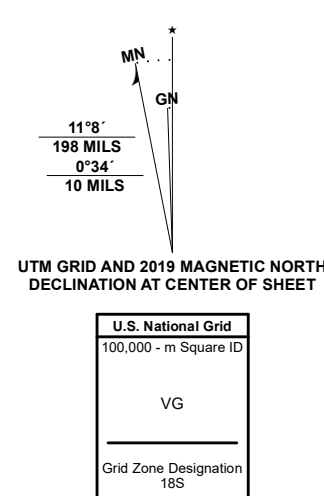 ★
MN
GN
11°8´
198 MILS
0°34´
10 MILS
UTM GRID AND 2019 MAGNETIC NORTH
DECLINATION AT CENTER OF SHEET
U.S. National Grid
100,000 - m Square ID
VG
Grid Zone Designation
18S